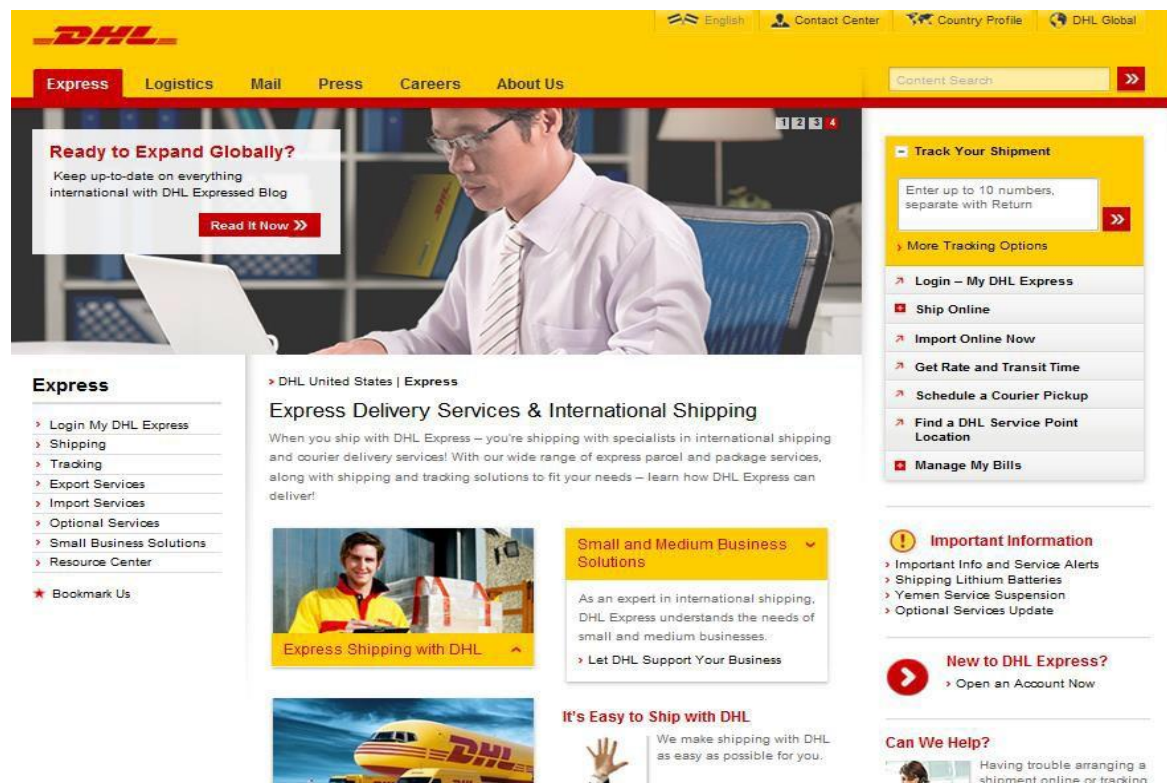 English
Contact Center
Country Profile
DHL Global
DHL
Express
Logistics
Mail
Press
Careers
About Us
Content Search
Ready to Expand Globally?
Keep up-to-date on everything
international with DHL Expressed Blog
Read It Now
1 2 3 4
Track Your Shipment
Enter up to 10 numbers,
separate with Return
More Tracking Options
Login – My DHL Express
Ship Online
Import Online Now
Get Rate and Transit Time
Schedule a Courier Pickup
Find a DHL Service Point
Location
Manage My Bills
Express
Login My DHL Express
Shipping
Tracking
Export Services
Import Services
Optional Services
Small Business Solutions
Resource Center
Bookmark Us
DHL United States | Express
Express Delivery Services & International Shipping
When you ship with DHL Express – you're shipping with specialists in international shipping
and courier delivery services! With our wide range of express parcel and package services,
along with shipping and tracking solutions to fit your needs – learn how DHL Express can
deliver!
Express Shipping with DHL
Small and Medium Business
Solutions
As an expert in international shipping,
DHL Express understands the needs of
small and medium businesses.
Let DHL Support Your Business
DHL
It's Easy to Ship with DHL
We make shipping with DHL
as easy as possible for you.
Important Information
Important Info and Service Alerts
Shipping Lithium Batteries
Yemen Service Suspension
Optional Services Update
New to DHL Express?
Open an Account Now
Can We Help?
Having trouble arranging a
shipment online or tracking